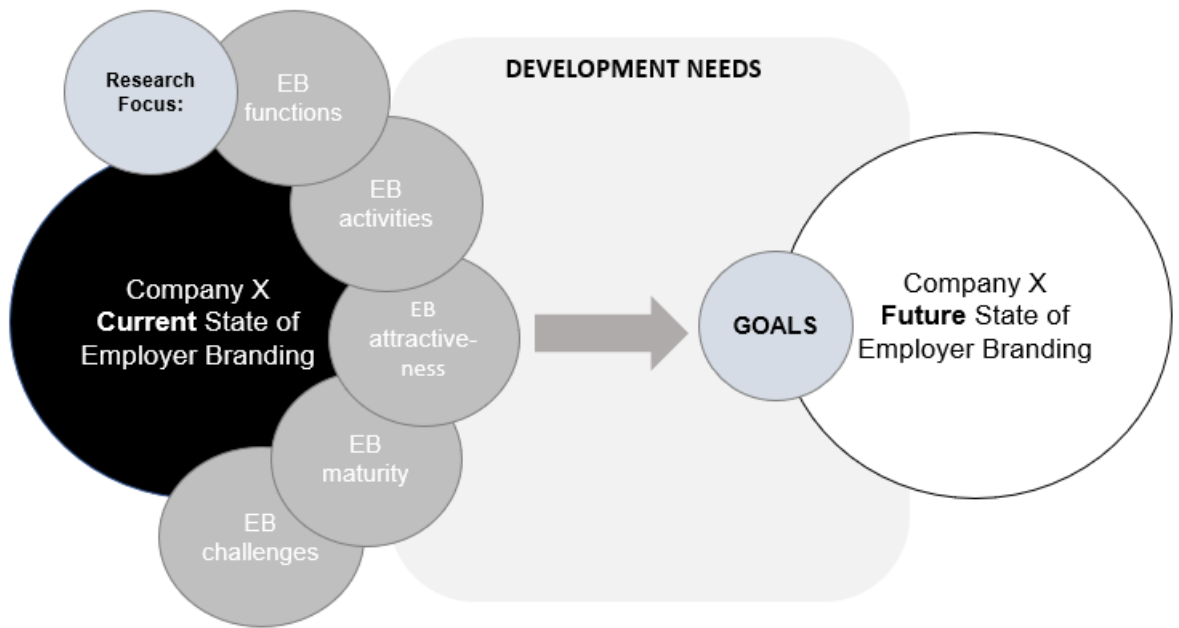 Research
Focus:
EB
functions
EB
activities
EB
attractive-
ness
EB
maturity
EB
challenges
Company X
Current State of
Employer Branding
DEVELOPMENT NEEDS
GOALS
Company X
Future State of
Employer Branding